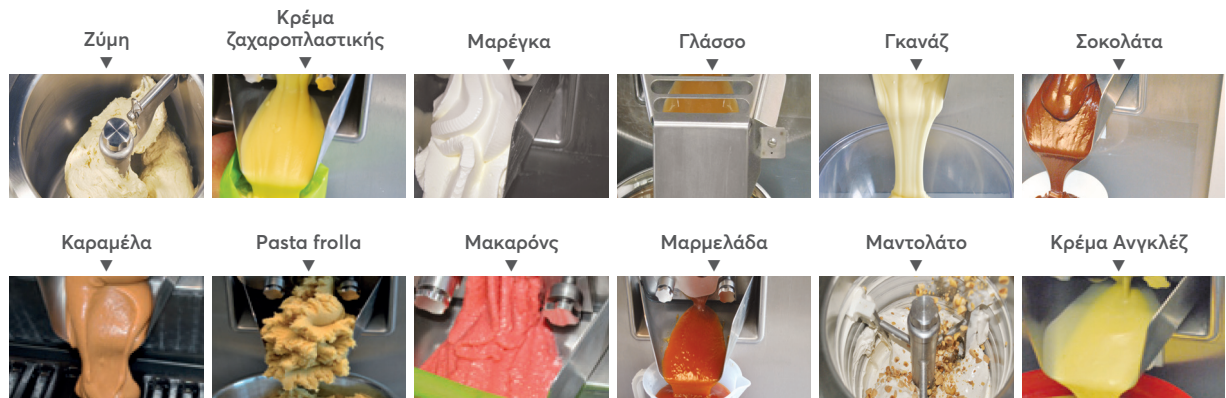 Ζύμη
Κρέμα
ζαχαροπλαστικής
Μαρέγκα
Γλάσσο
Γκανάζ
Σοκολάτα
Καραμέλα
Pasta frolla
Μακαρόνς
Μαρμελάδα
Μαντολάτο
Κρέμα Ανγκλέζ